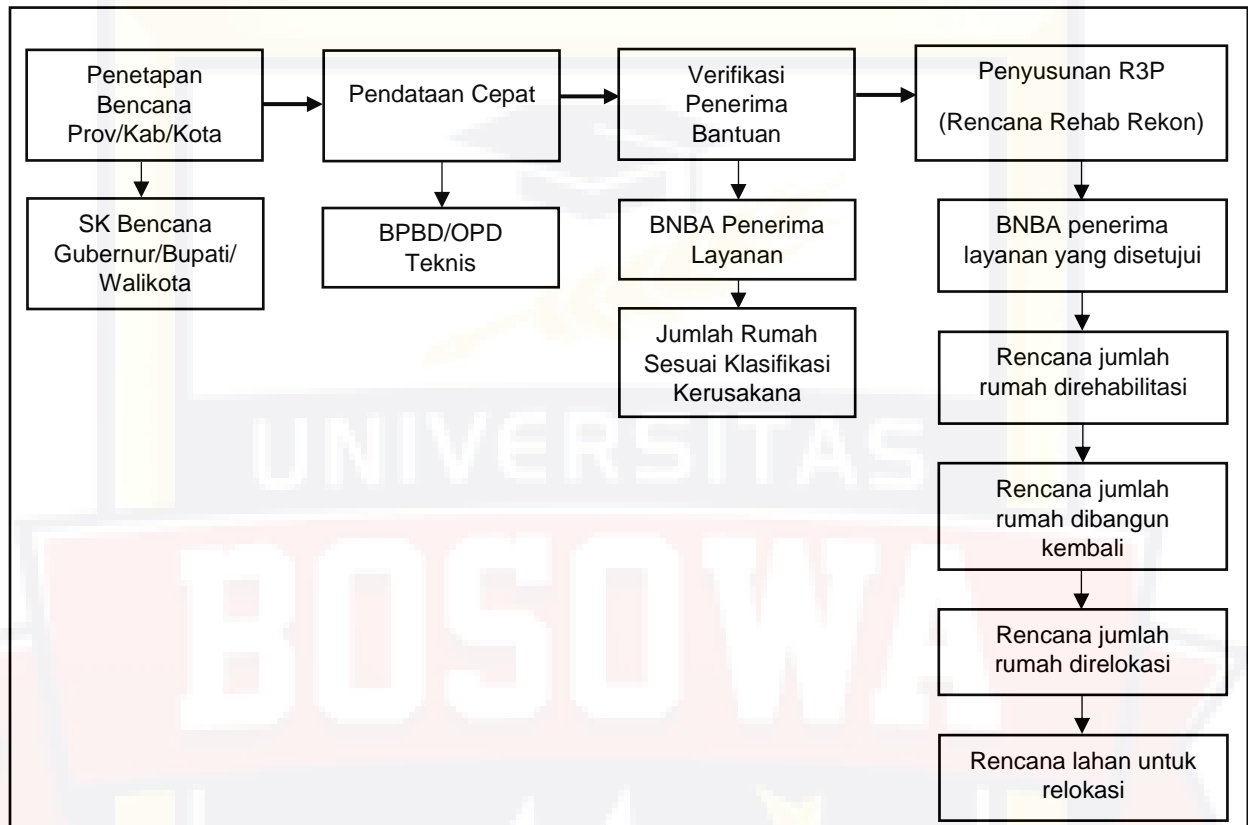 Penetapan
Bencana
Prov/Kab/Kota
Pendataan Cepat
Verifikasi
Penerima
Bantuan
Penyusunan R3P
(Rencana Rehab Rekon)
SK Bencana
Gubernur/Bupati/
Walikota
BPBD/OPD
Teknis
BNBA Penerima
Layanan
BNBA penerima
layanan yang disetujui
Jumlah Rumah
Sesuai Klasifikasi
Kerusakana
Rencana jumlah
rumah direhabilitasi
Rencana jumlah
rumah dibangun
kembali
Rencana jumlah
rumah direlokasi
Rencana lahan untuk
relokasi
UNIVERSITAS
BOSOWA